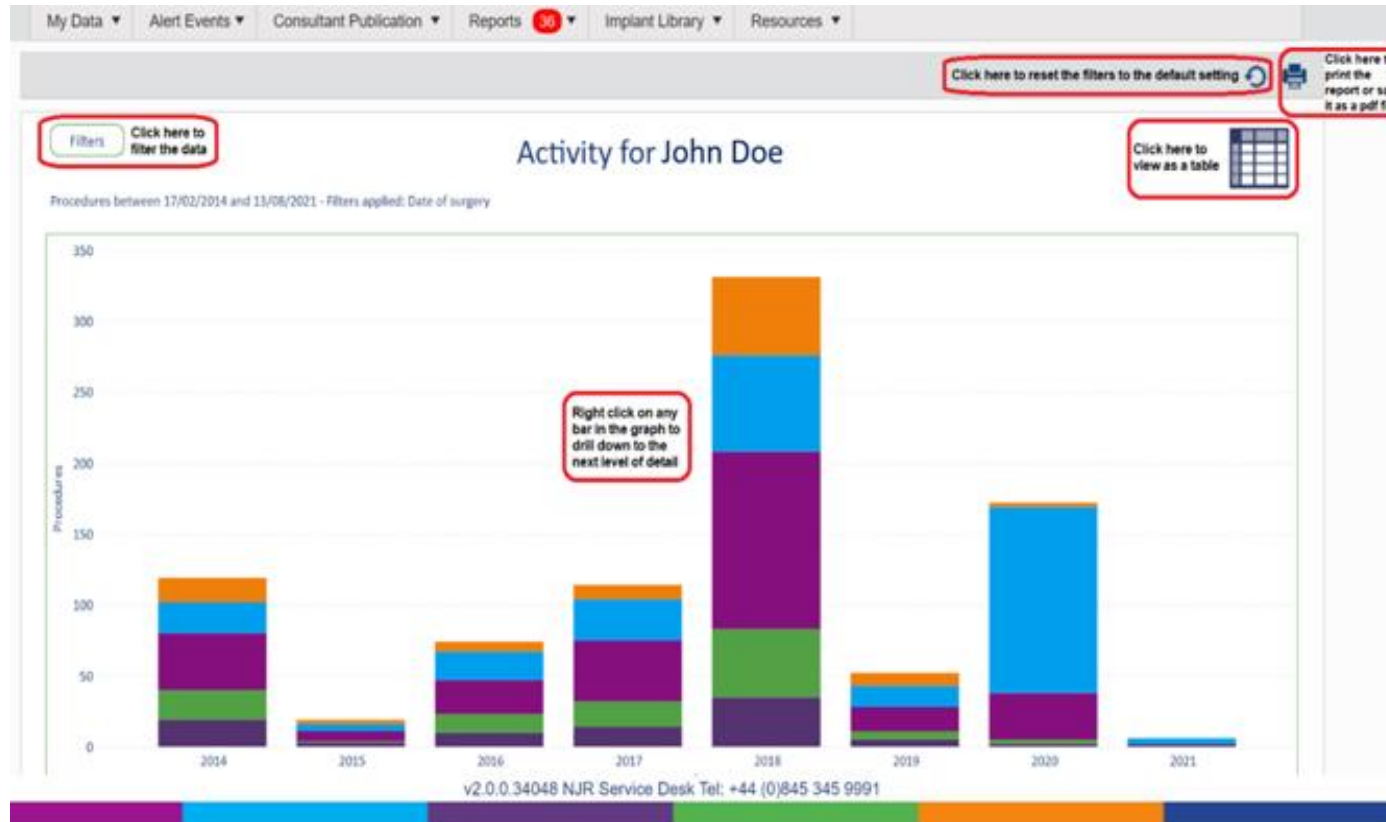 My Data ▼ Alert Events ▼ Consultant Publication ▼ Reports 36 ▼ Implant Library ▼ Resources ▼
Click here to reset the filters to the default setting
Click here
print the
report or
it as a pdf
Filters
Click here to
filter the data
Activity for John Doe
Click here to
view as a table
Procedures between 17/02/2014 and 13/08/2021 - Filters applied: Date of surgery
350
300
250
200
150
100
50
0
Procedures
Right click on any
bar in the graph to
drill down to the
next level of detail
2014 2015 2016 2017 2018 2019 2020 2021
v2.0.0.34048 NJR Service Desk Tel: +44 (0)845 345 9991